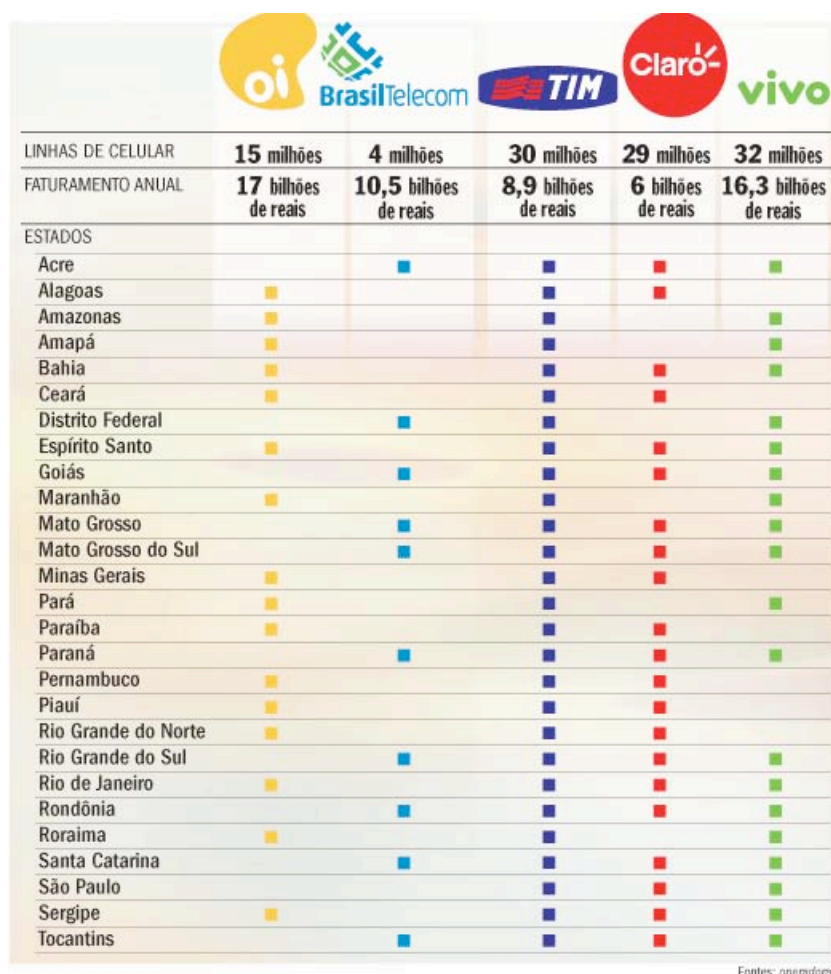 oi BrasilTelecom TIM Claro vivo
LINHAS DE CELULAR 15 milhões 4 milhões 30 milhões 29 milhões 32 milhões
FATURAMENTO ANUAL 17 bilhões 10,5 bilhões 8,9 bilhões 6 bilhões 16,3 bilhões
de reais de reais de reais de reais de reais
ESTADOS
Acre
Alagoas
Amazonas
Amapá
Bahia
Ceará
Distrito Federal
Espírito Santo
Goiás
Maranhão
Mato Grosso
Mato Grosso do Sul
Minas Gerais
Pará
Paraíba
Paraná
Pernambuco
Piauí
Rio Grande do Norte
Rio Grande do Sul
Rio de Janeiro
Rondônia
Roraima
Santa Catarina
São Paulo
Sergipe
Tocantins
Fontes: